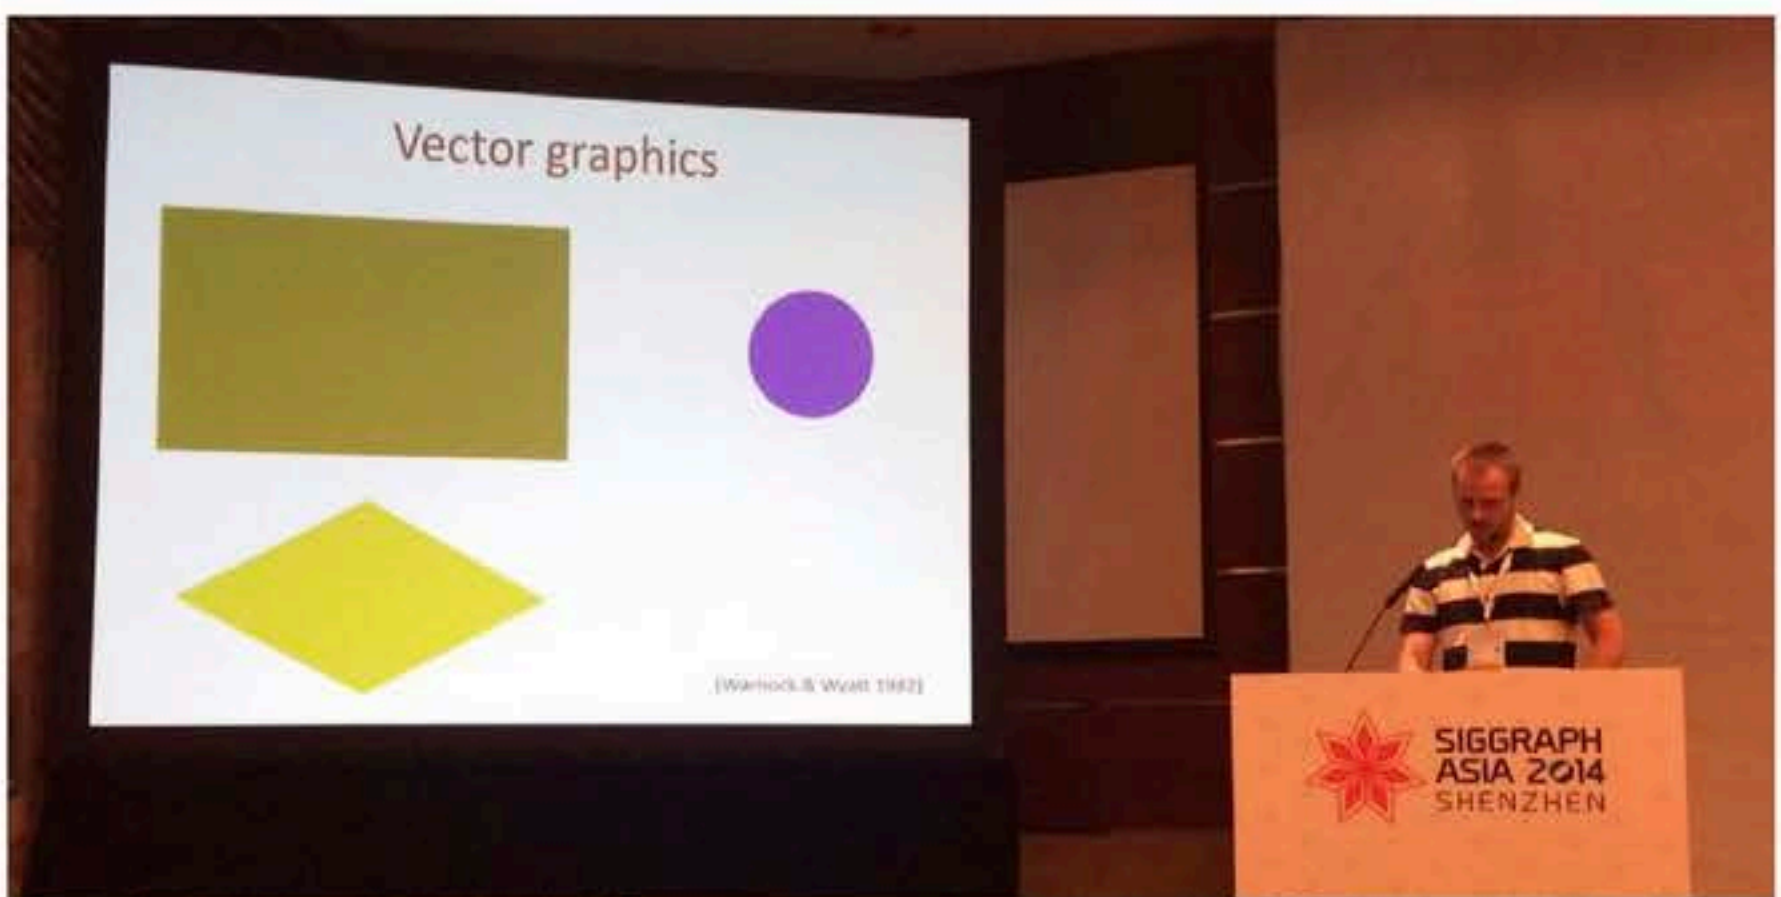 Vector graphics
[Warnock & Wyatt 1982]
SIGGRAPH
ASIA 2014
SHENZHEN